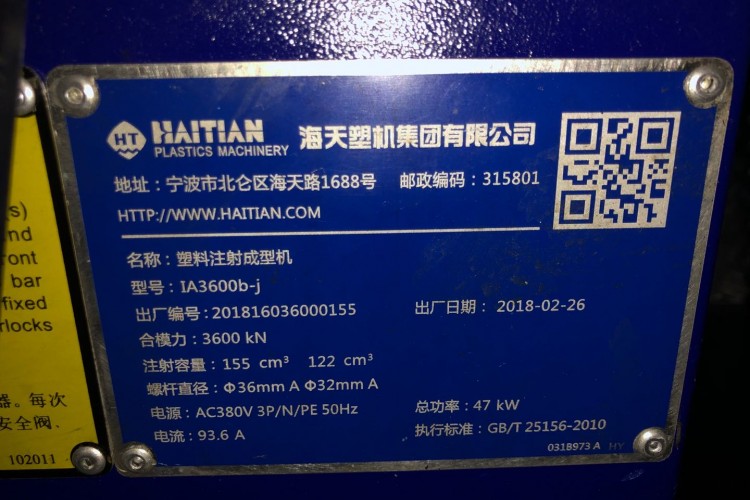 HT HAITIAN PLASTICS MACHINERY 海天塑机集团有限公司
地址：宁波市北仑区海天路1688号 邮政编码：315801
HTTP://WWW.HAITIAN.COM
名称：塑料注射成型机
型号：IA3600b-j
出厂编号：201816036000155 出厂日期： 2018-02-26
合模力：3600 kN
注射容量：155 cm³ 122 cm³
螺杆直径：Φ36mm A Φ32mm A
电源：AC380V 3P/N/PE 50Hz 总功率：47 kW
电流：93.6 A 执行标准：GB/T 25156-2010
031B973 A HY
s)
nd
ront
bar
fixed
rlocks
器。每次
安全阀、
102011